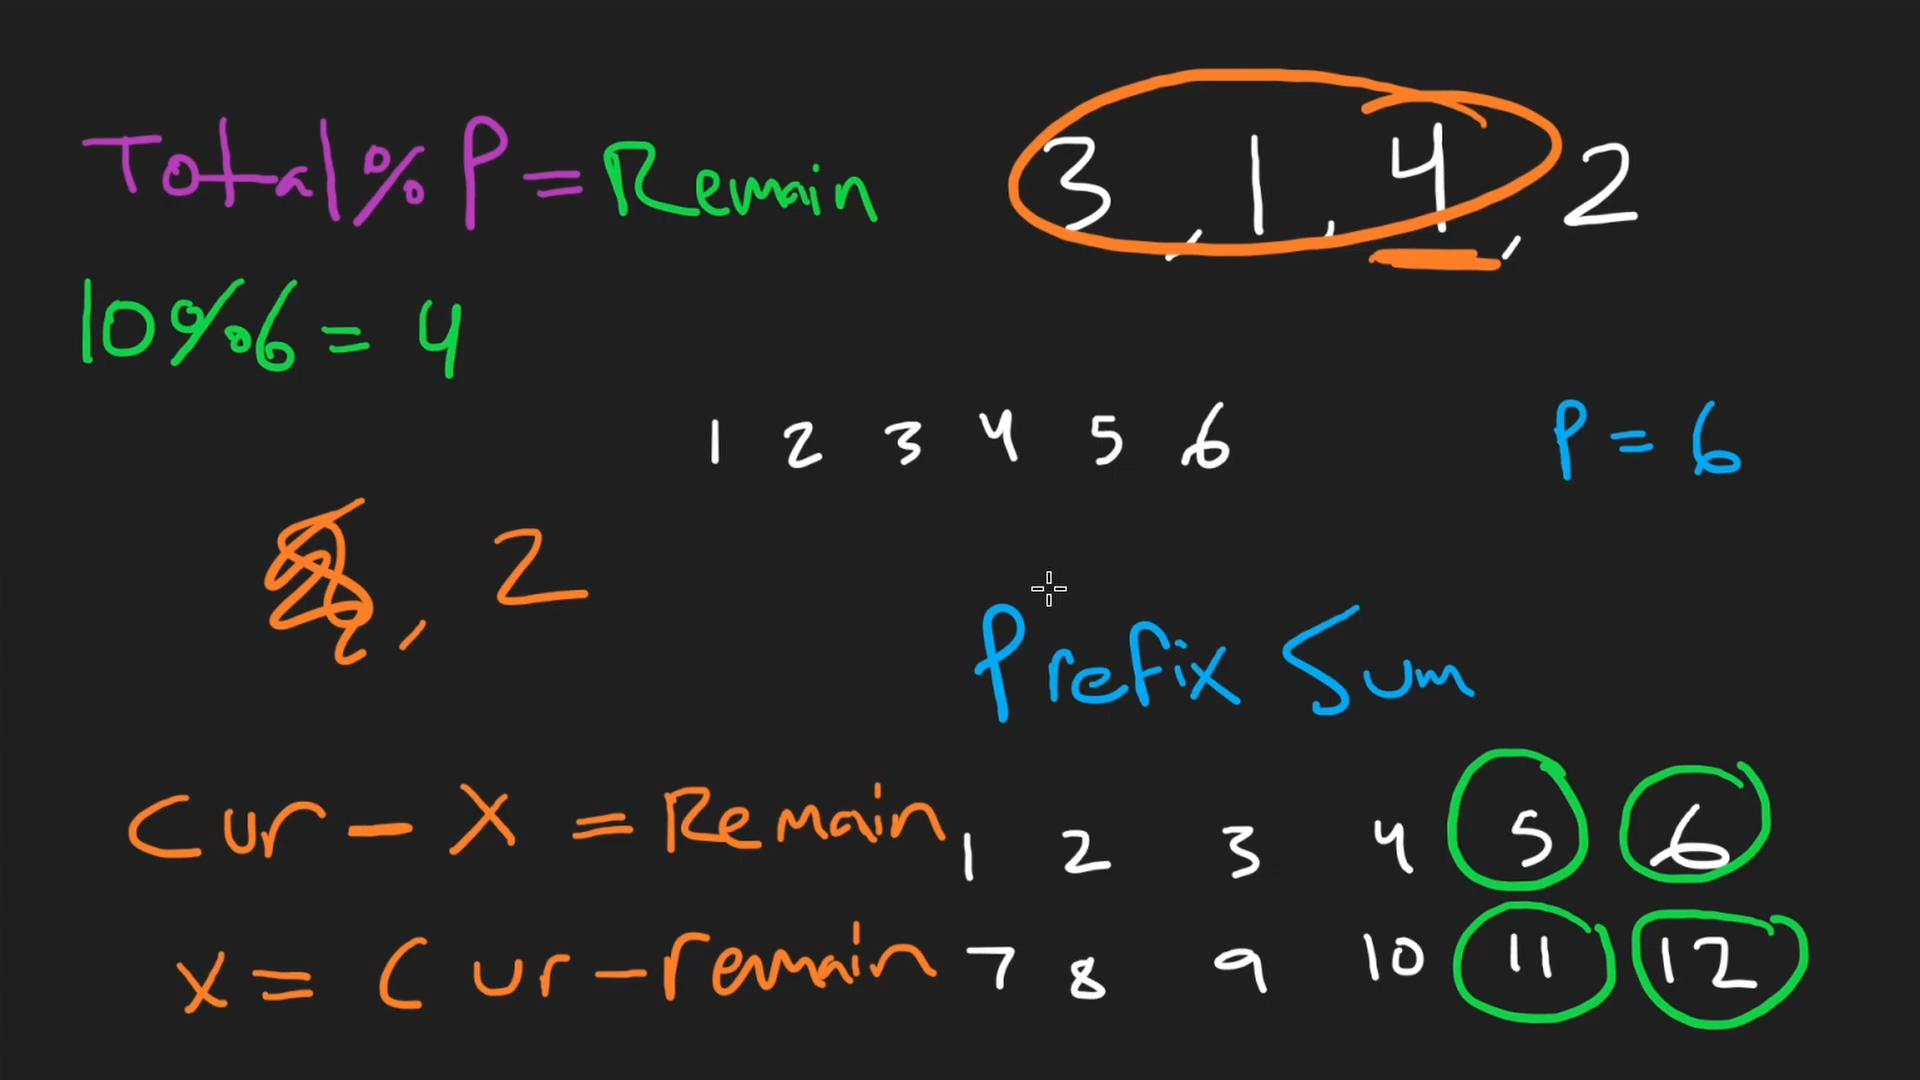 Total % P = Remain
3, 1, 4, 2
10 % 6 = 4
1 2 3 4 5 6
P = 6
, 2
Prefix Sum
Cur - X = Remain
1 2 3 4 5 6
x = Cur - remain
7 8 9 10 11 12